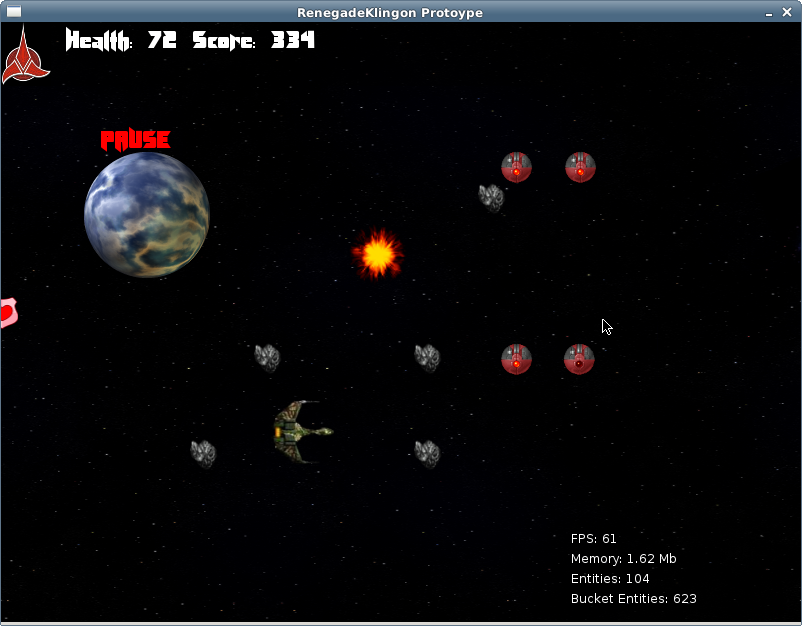 RenegadeKlingon Protoype
Health: 72 Score: 334
PAUSE
FPS: 61
Memory: 1.62 Mb
Entities: 104
Bucket Entities: 623